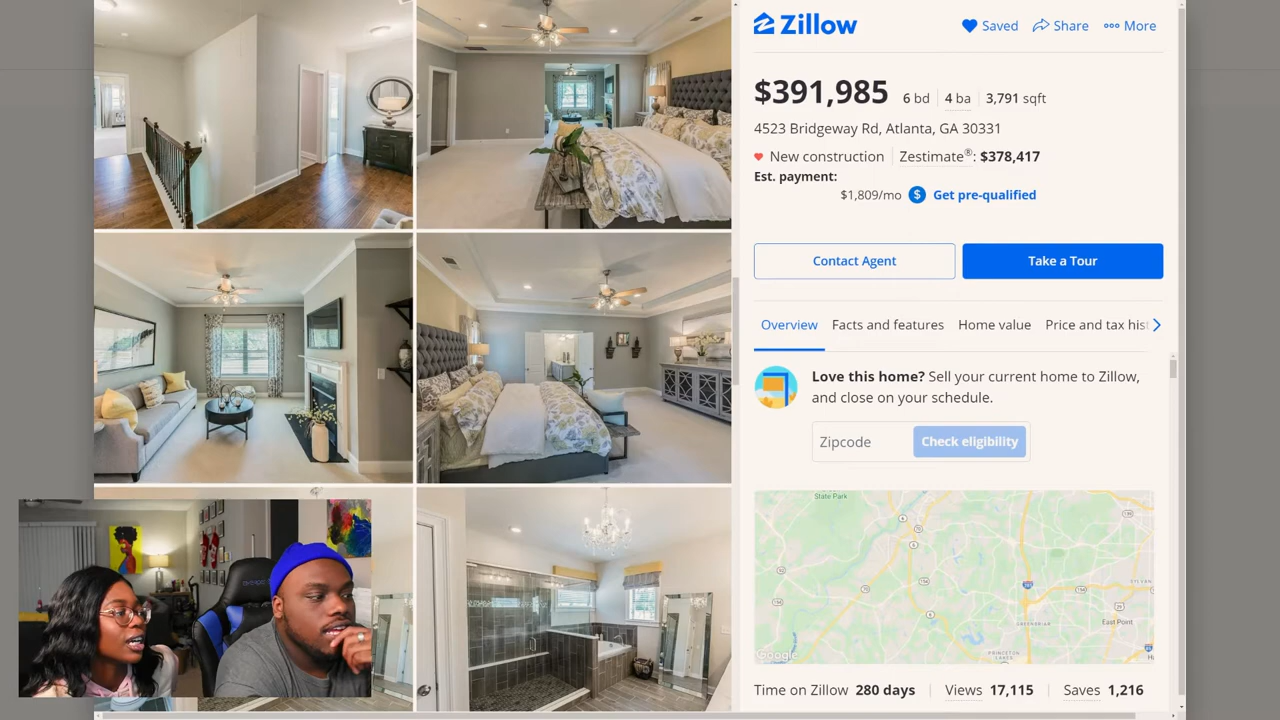 Zillow
Saved
Share
More
$391,985 6 bd 4 ba 3,791 sqft
4523 Bridgeway Rd, Atlanta, GA 30331
New construction Zestimate®: $378,417
Est. payment:
$1,809/mo $ Get pre-qualified
Contact Agent
Take a Tour
Overview Facts and features Home value Price and tax his
Love this home? Sell your current home to Zillow,
and close on your schedule.
Zipcode
Check eligibility
State Park
East Point
PRINCETON
LAKES
Google
Time on Zillow 280 days Views 17,115 Saves 1,216